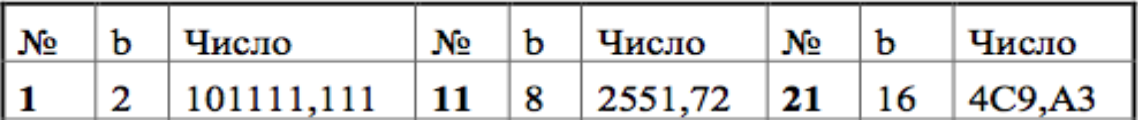 № b Число № b Число № b Число
1 2 101111,111 11 8 2551,72 21 16 4C9,A3